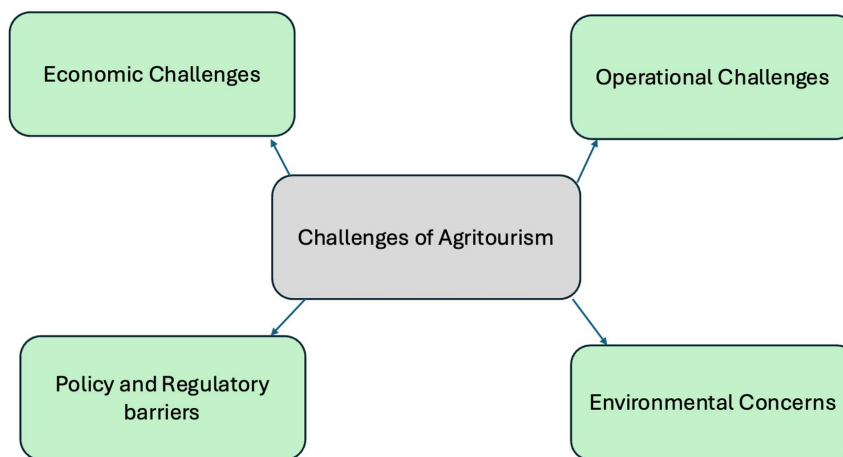 Economic Challenges
Operational Challenges
Challenges of Agritourism
Policy and Regulatory
barriers
Environmental Concerns